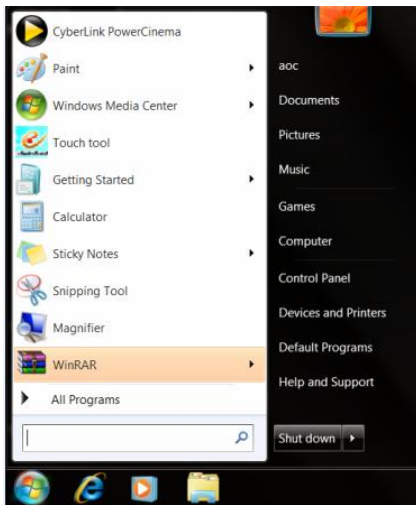 CyberLink PowerCinema
Paint
Windows Media Center
Touch tool
Getting Started
Calculator
Sticky Notes
Snipping Tool
Magnifier
WinRAR
All Programs
aoc
Documents
Pictures
Music
Games
Computer
Control Panel
Devices and Printers
Default Programs
Help and Support
Shut down